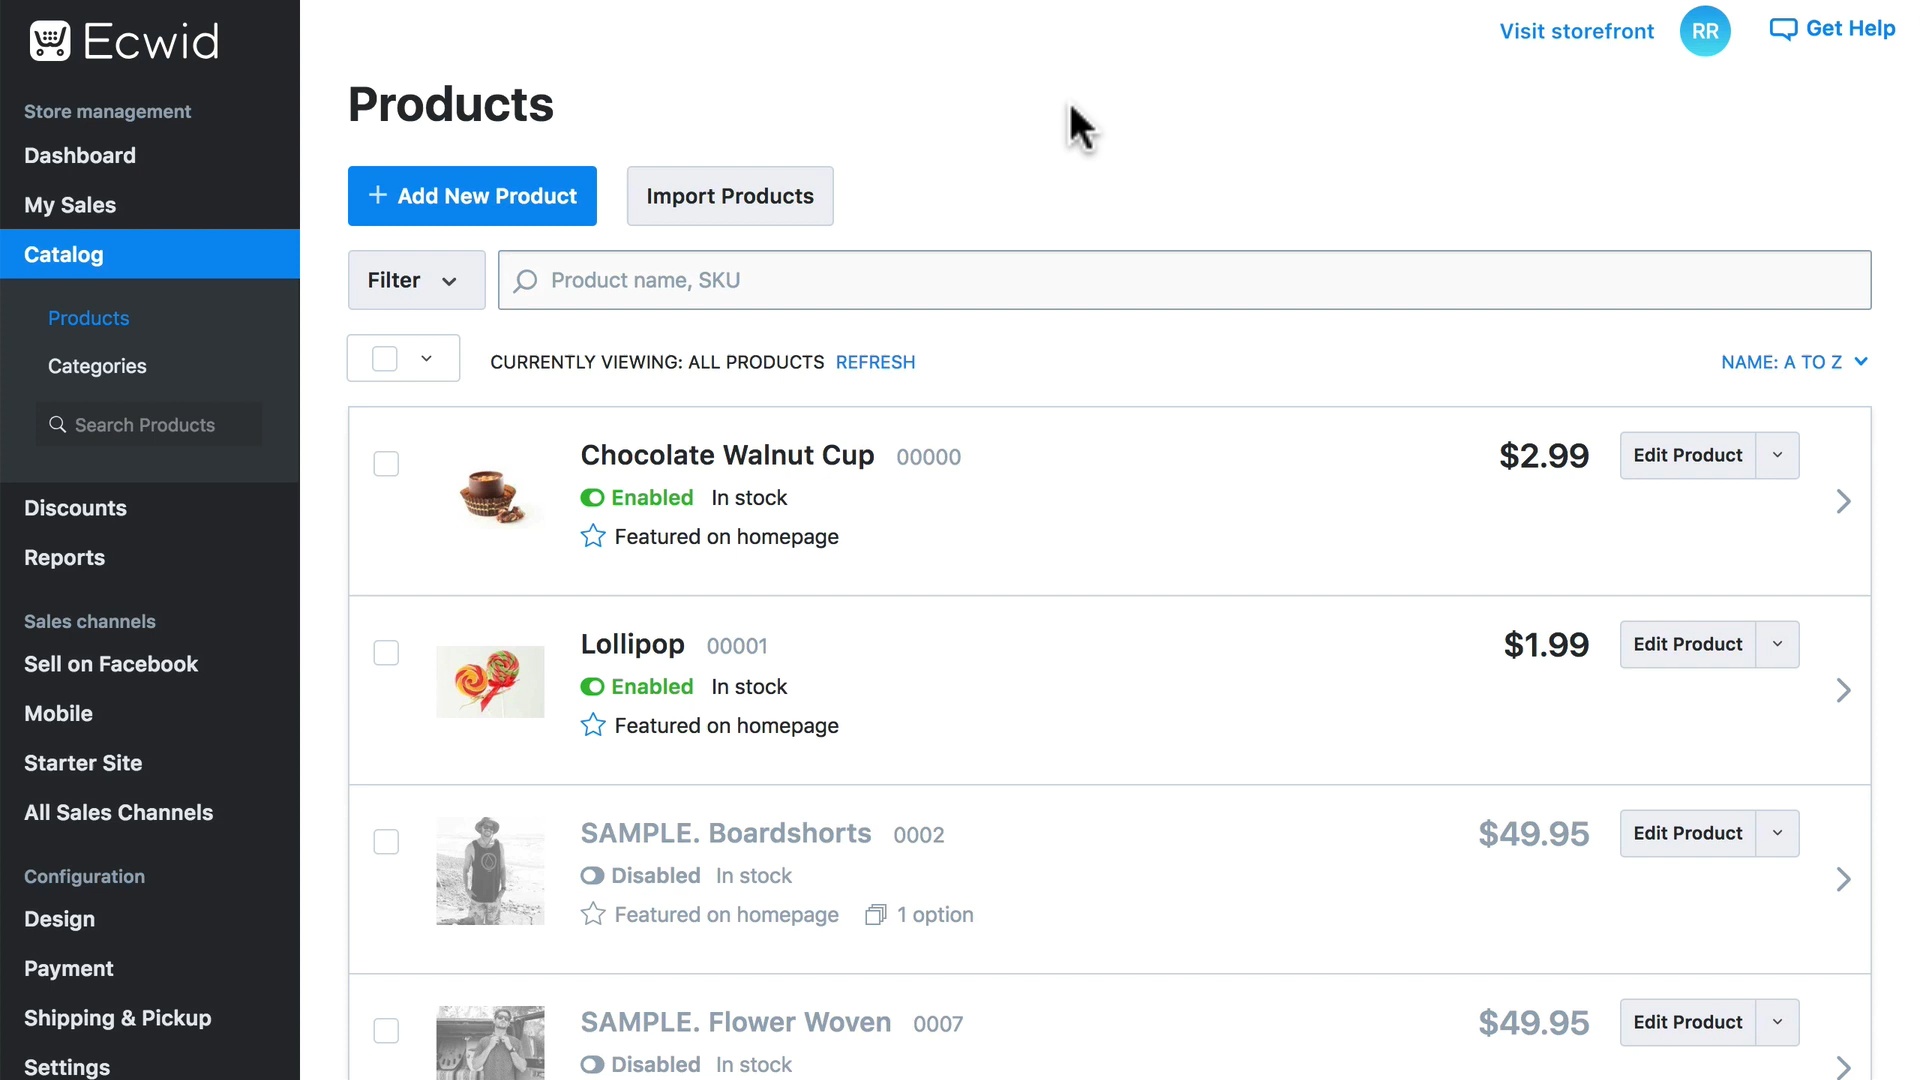 Ecwid
Store management
Dashboard
My Sales
Catalog
Products
Categories
Search Products
Discounts
Reports
Sales channels
Sell on Facebook
Mobile
Starter Site
All Sales Channels
Configuration
Design
Payment
Shipping & Pickup
Settings
Visit storefront
RR
Get Help
Products
+ Add New Product
Import Products
Filter
Product name, SKU
CURRENTLY VIEWING: ALL PRODUCTS REFRESH
NAME: A TO Z
Chocolate Walnut Cup 00000
$2.99
Edit Product
Enabled In stock
Featured on homepage
Lollipop 00001
$1.99
Edit Product
Enabled In stock
Featured on homepage
SAMPLE. Boardshorts 0002
$49.95
Edit Product
Disabled In stock
Featured on homepage 1 option
SAMPLE. Flower Woven 0007
$49.95
Edit Product
Disabled In stock